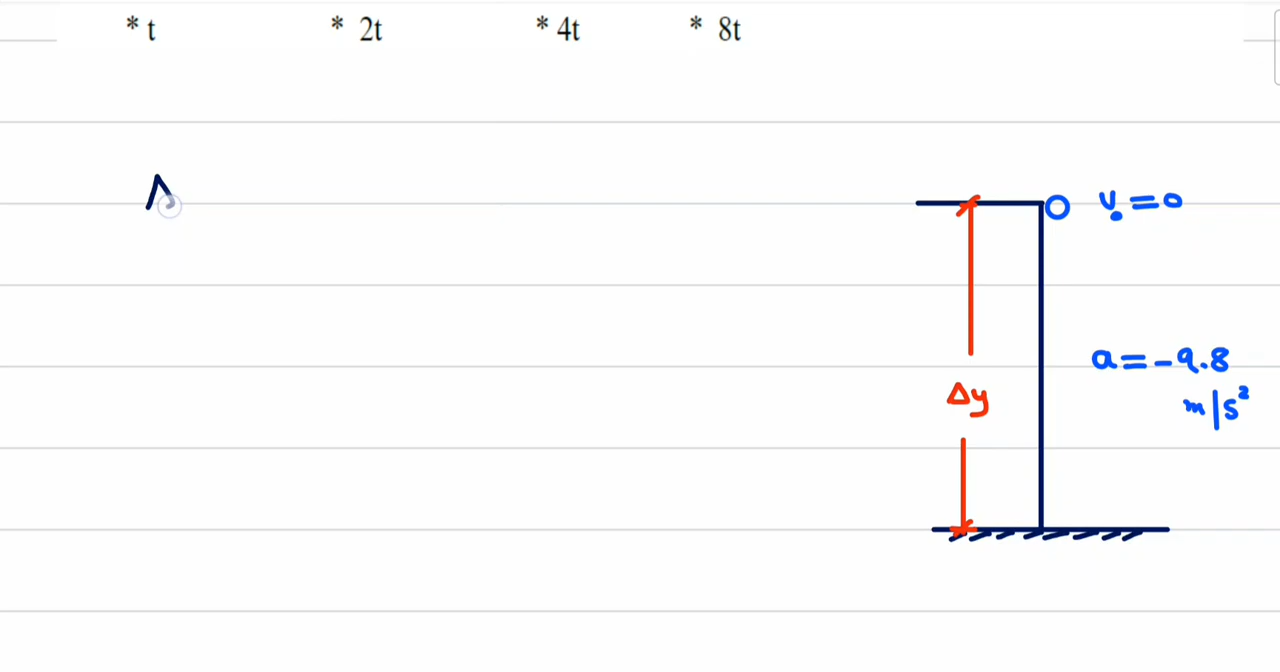 * t * 2t * 4t * 8t
v₀=0
a=-9.8
m/s²
Δy